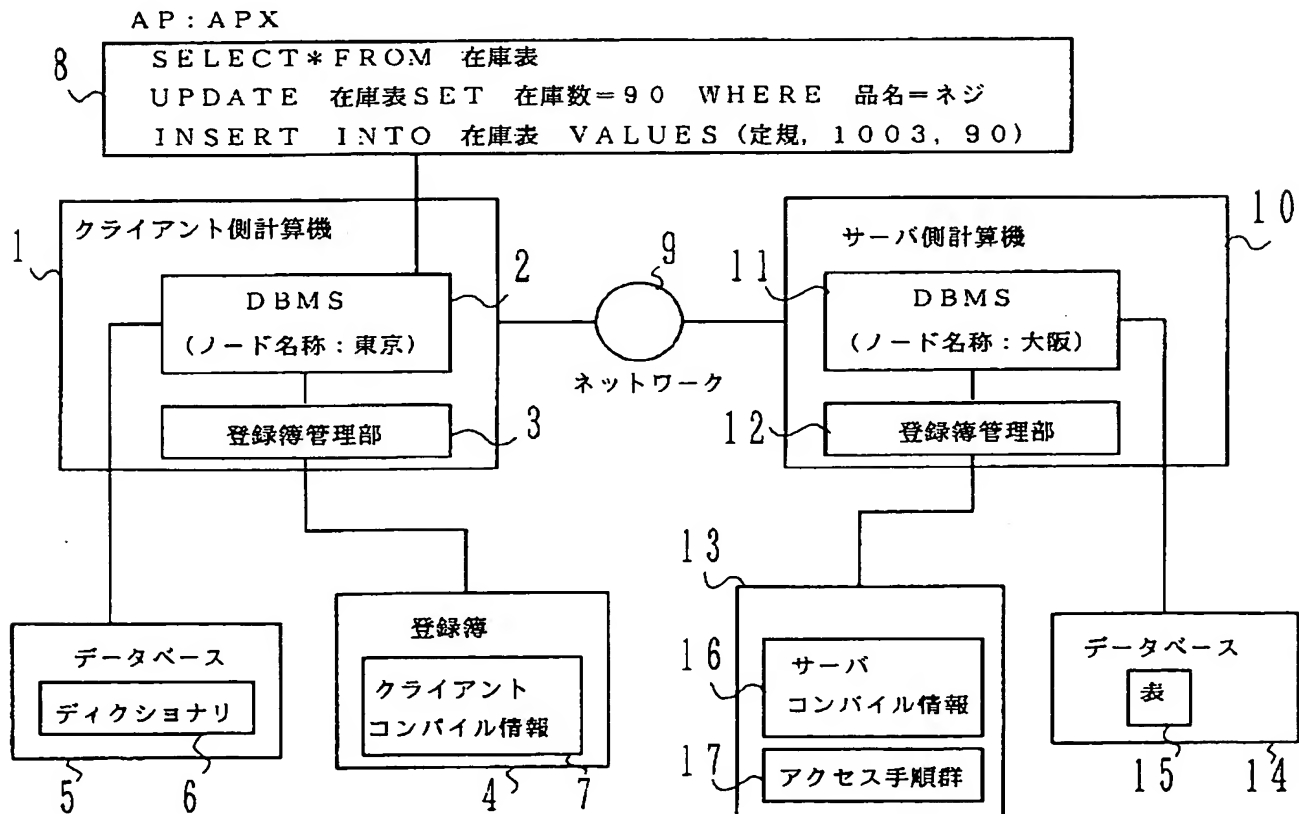 AP:APX
8
SELECT*FROM 在庫表
UPDATE 在庫表SET 在庫数=90 WHERE 品名=ネジ
INSERT INTO 在庫表 VALUES(定規, 1003, 90)
1
クライアント側計算機
2
DBMS
(ノード名称:東京)
3
登録簿管理部
9
ネットワーク
10
サーバ側計算機
11
DBMS
(ノード名称:大阪)
12
登録簿管理部
データベース
ディクショナリ
5
6
登録簿
クライアント
コンパイル情報
4
7
13
16
サーバ
コンパイル情報
17
アクセス手順群
データベース
表
15
14